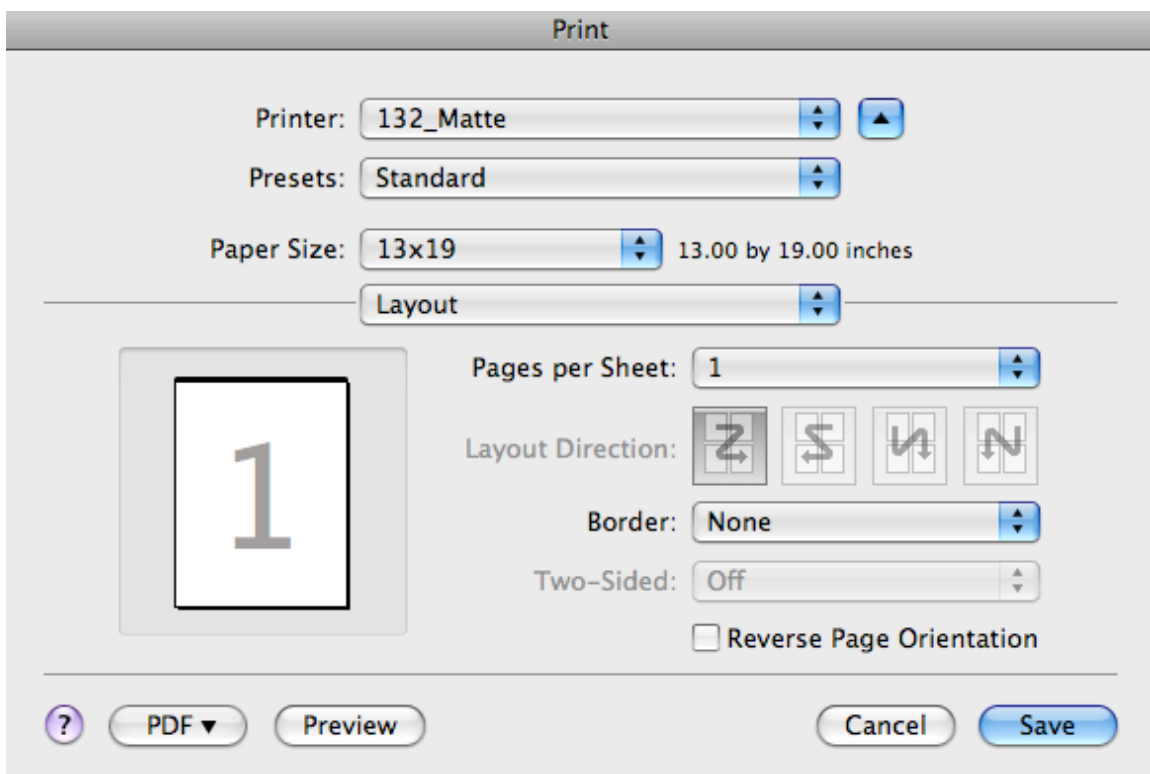 Print
Printer: 132_Matte
Presets: Standard
Paper Size: 13x19 13.00 by 19.00 inches
Layout
1
Pages per Sheet: 1
Layout Direction:
Border: None
Two-Sided: Off
Reverse Page Orientation
? PDF ▼ Preview Cancel Save